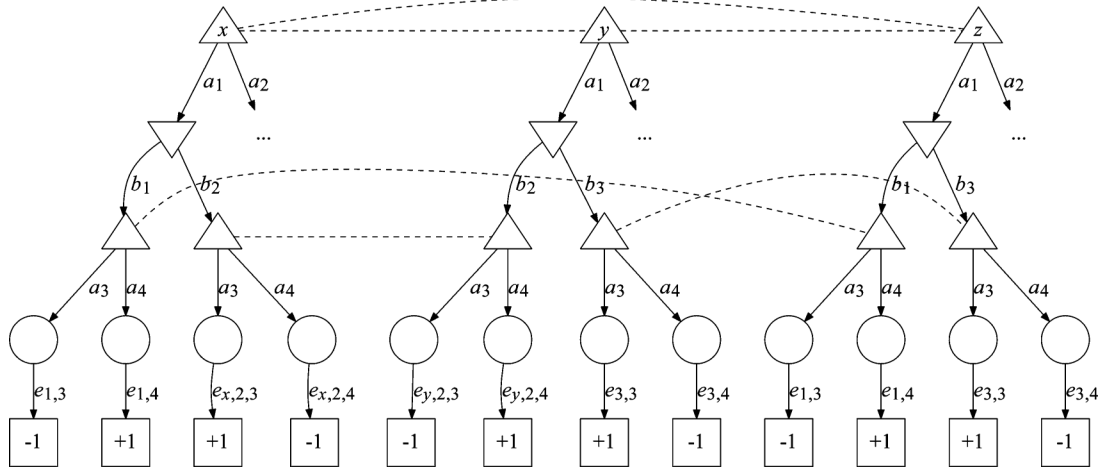 x y z
a1 a2 a1 a2 a1 a2
... ... ...
b1 b2 b2 b3 b1 b3
a3 a4 a3 a4 a3 a4 a3 a4 a3 a4 a3 a4
e1,3 e1,4 ex,2,3 ex,2,4 ey,2,3 ey,2,4 e3,3 e3,4 e1,3 e1,4 e3,3 e3,4
-1 +1 +1 -1 -1 +1 +1 -1 -1 +1 +1 -1